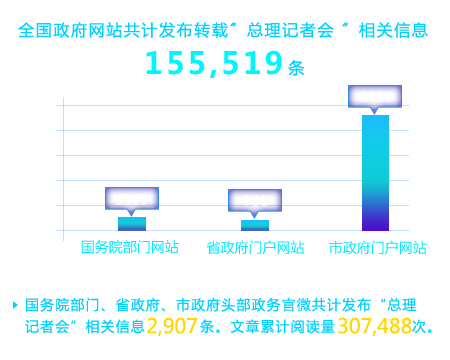 全国政府网站共计发布转载〞总理记者会 〞相关信息
155,519 条
国务院部门网站 省政府门户网站 市政府门户网站
国务院部门、省政府、市政府头部政务官微共计发布“总理
记者会”相关信息2,907条。文章累计阅读量307,488次。